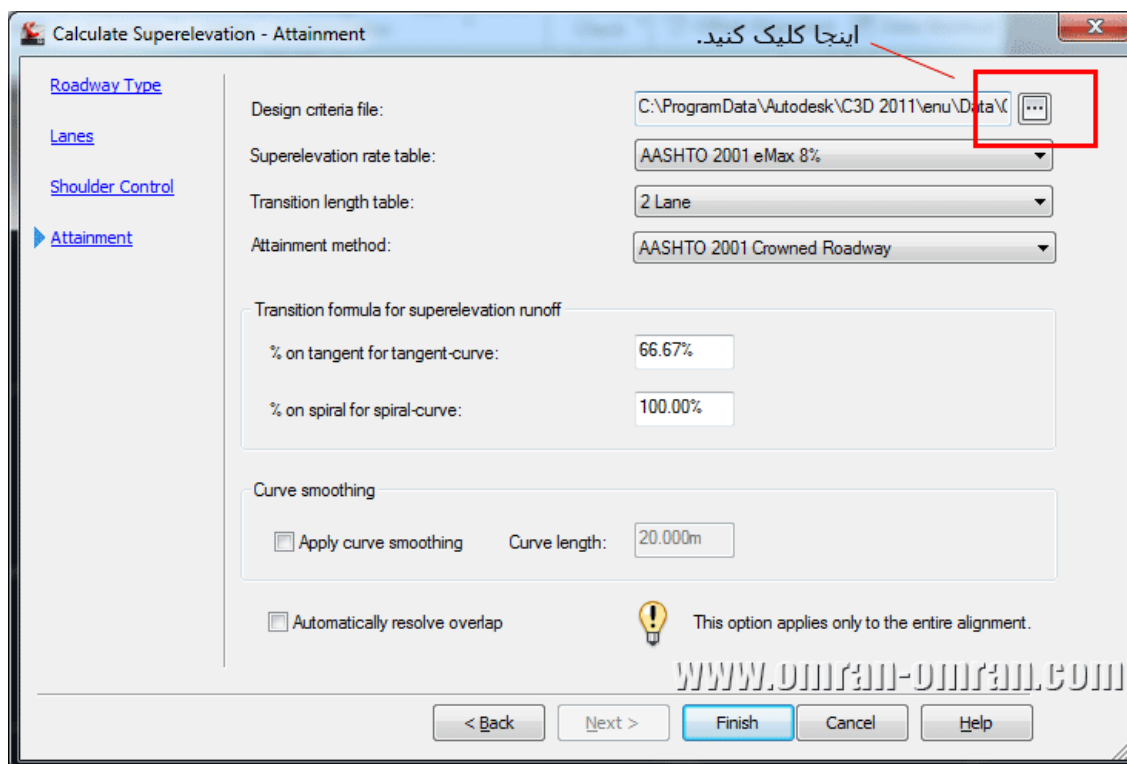 Calculate Superelevation - Attainment
اینجا کلیک کنید.
Roadway Type
Lanes
Shoulder Control
Attainment
Design criteria file: C:\ProgramData\Autodesk\C3D 2011\enu\Data\ ...
Superelevation rate table: AASHTO 2001 eMax 8%
Transition length table: 2 Lane
Attainment method: AASHTO 2001 Crowned Roadway
Transition formula for superelevation runoff
% on tangent for tangent-curve: 66.67%
% on spiral for spiral-curve: 100.00%
Curve smoothing
Apply curve smoothing Curve length: 20.000m
Automatically resolve overlap This option applies only to the entire alignment.
www.omran-omran.com
< Back Next > Finish Cancel Help